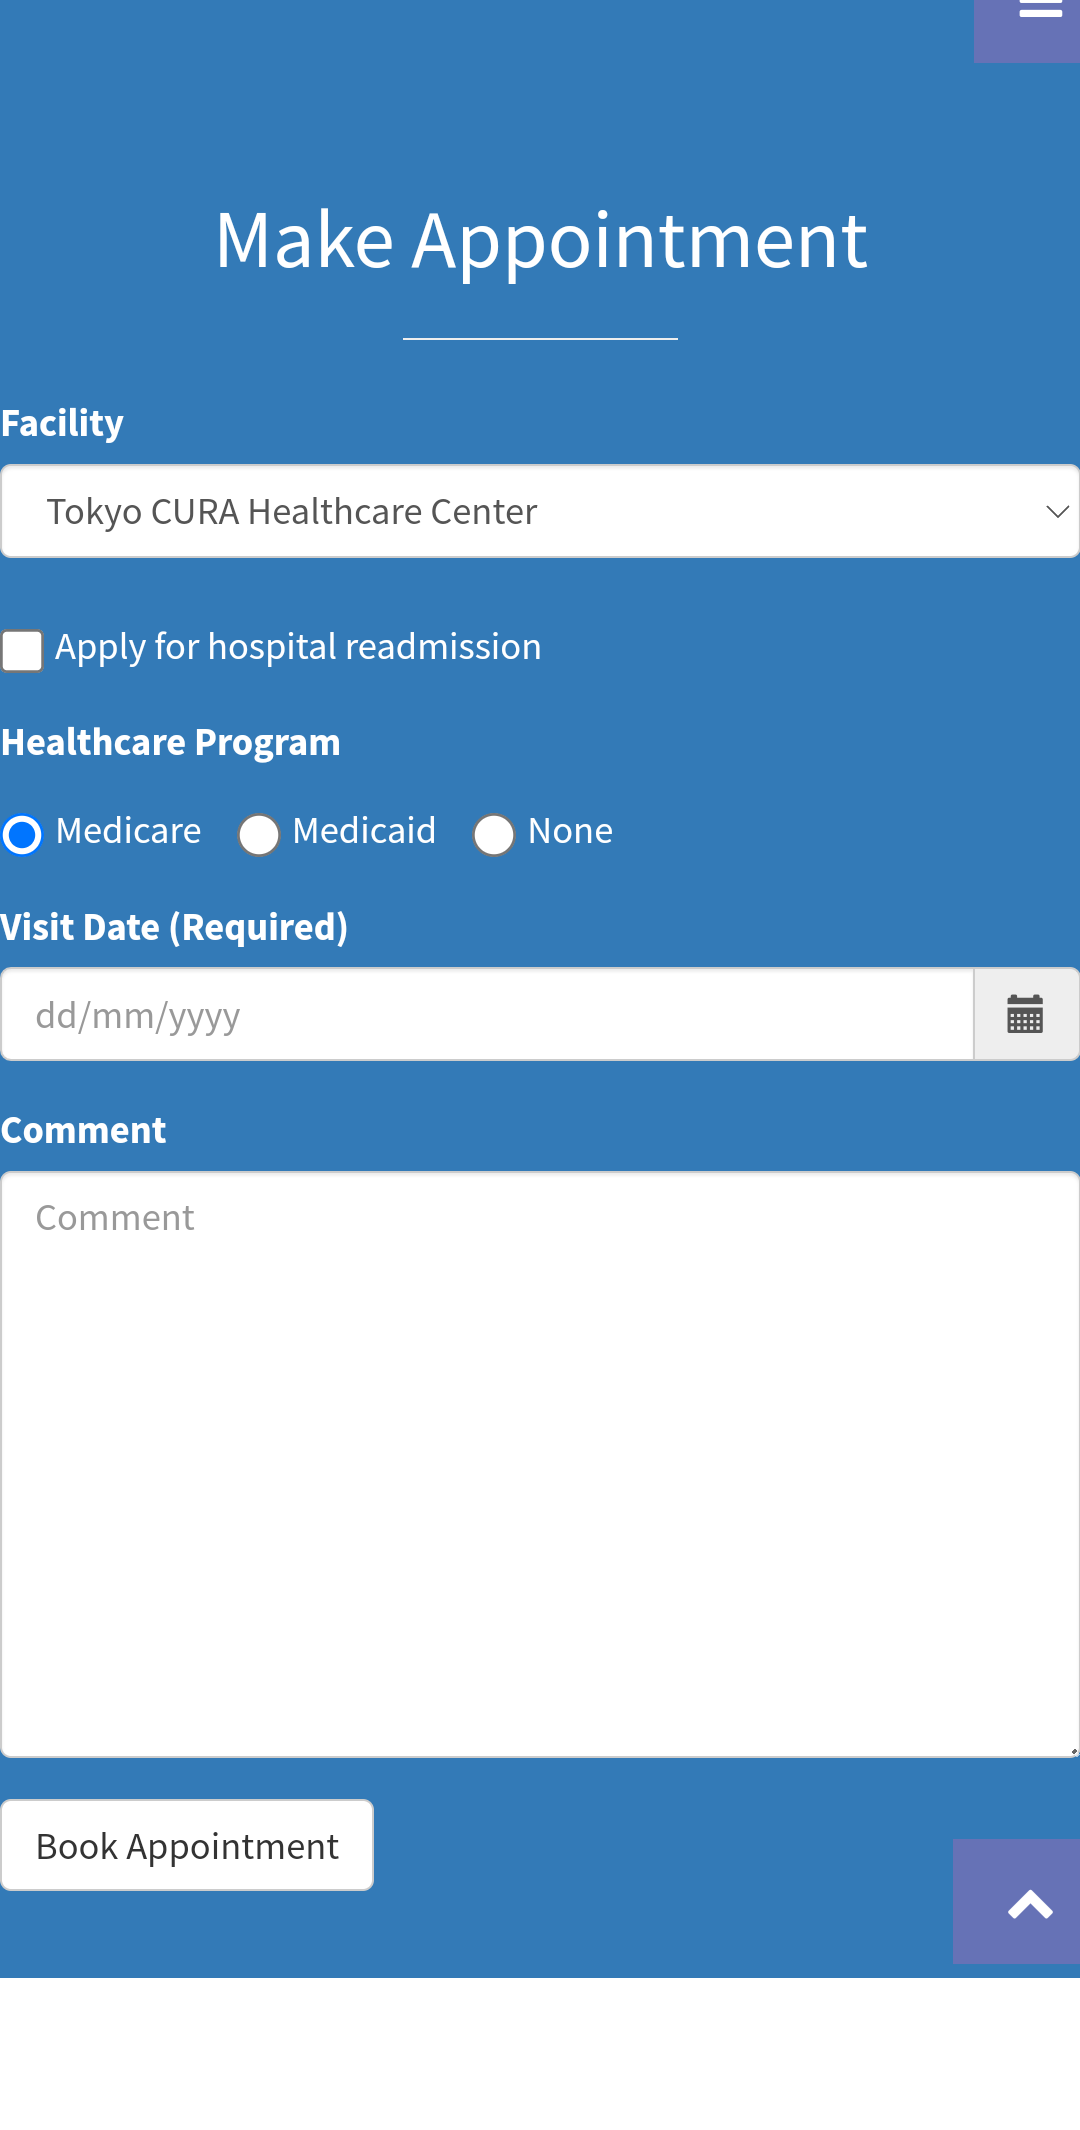 Make Appointment
Facility
Tokyo CURA Healthcare Center
Apply for hospital readmission
Healthcare Program
Medicare Medicaid None
Visit Date (Required)
dd/mm/yyyy
Comment
Comment
Book Appointment